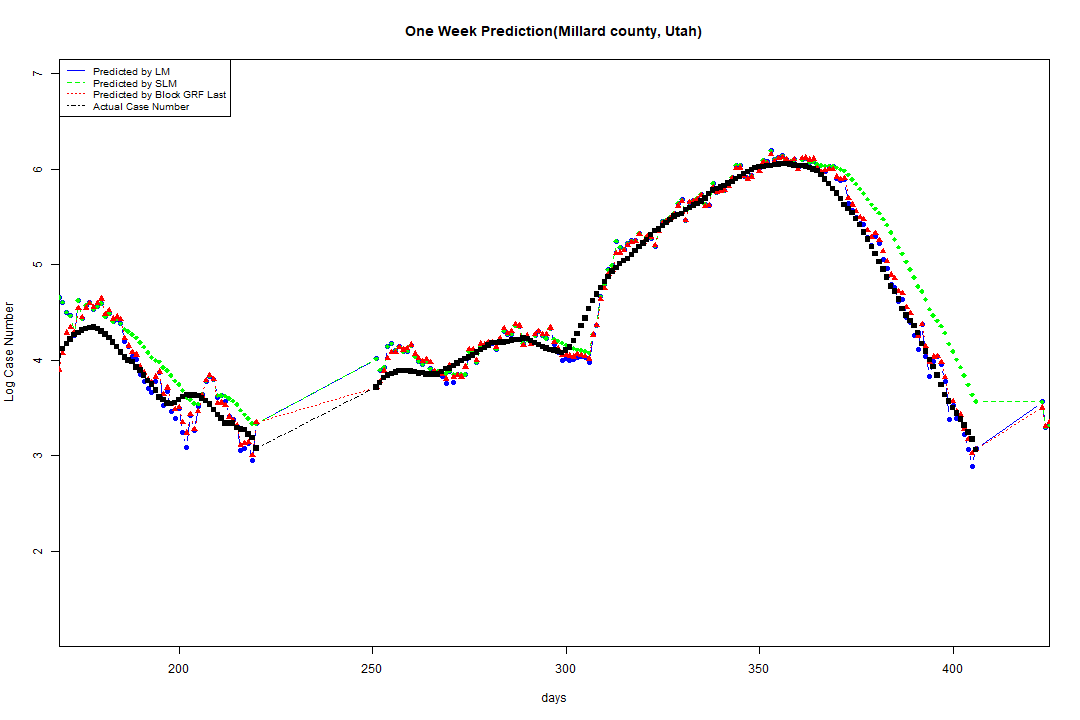 One Week Prediction(Millard county, Utah)
Predicted by LM
Predicted by SLM
Predicted by Block GRF Last
Actual Case Number
7
6
5
4
3
2
Log Case Number
200 250 300 350 400
days